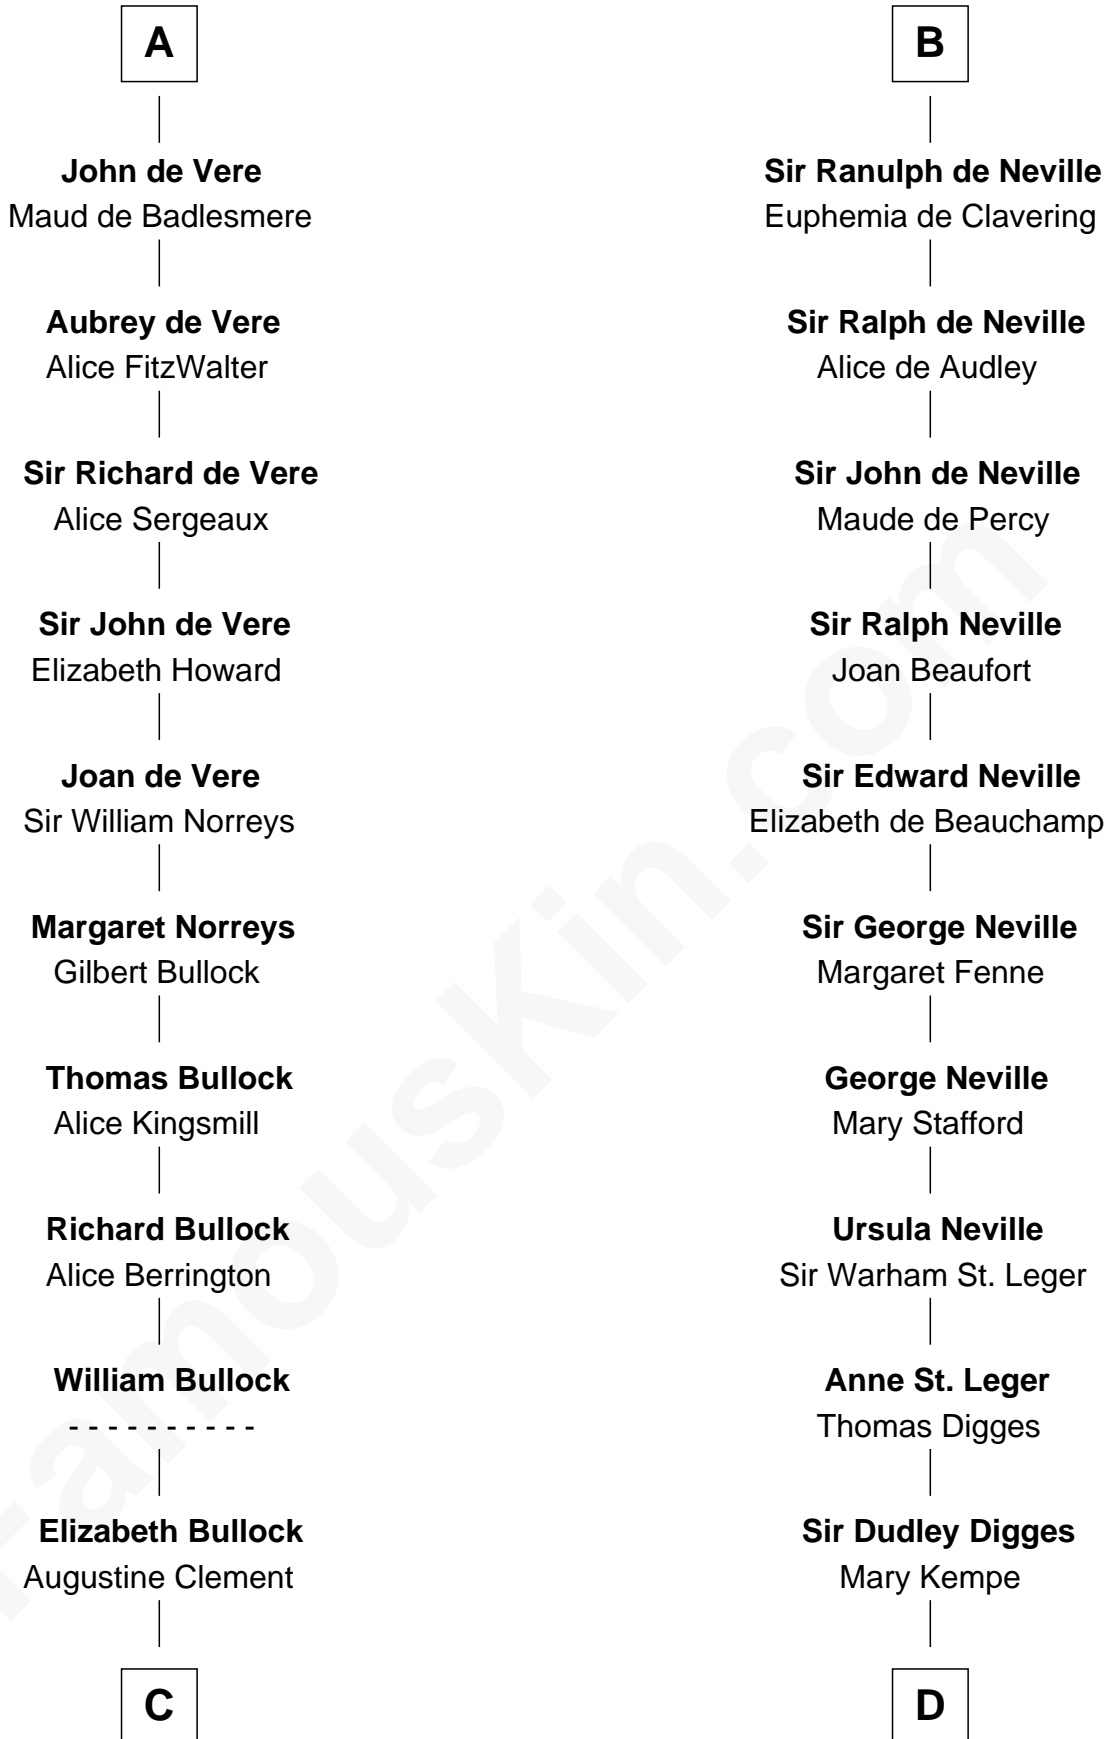 A
John de Vere
Maud de Badlesmere
Aubrey de Vere
Alice FitzWalter
Sir Richard de Vere
Alice Sergeaux
Sir John de Vere
Elizabeth Howard
Joan de Vere
Sir William Norreys
Margaret Norreys
Gilbert Bullock
Thomas Bullock
Alice Kingsmill
Richard Bullock
Alice Berrington
William Bullock
- - - - - - - - - -
Elizabeth Bullock
Augustine Clement
C
B
Sir Ranulph de Neville
Euphemia de Clavering
Sir Ralph de Neville
Alice de Audley
Sir John de Neville
Maude de Percy
Sir Ralph Neville
Joan Beaufort
Sir Edward Neville
Elizabeth de Beauchamp
Sir George Neville
Margaret Fenne
George Neville
Mary Stafford
Ursula Neville
Sir Warham St. Leger
Anne St. Leger
Thomas Digges
Sir Dudley Digges
Mary Kempe
D
FamousKin.com